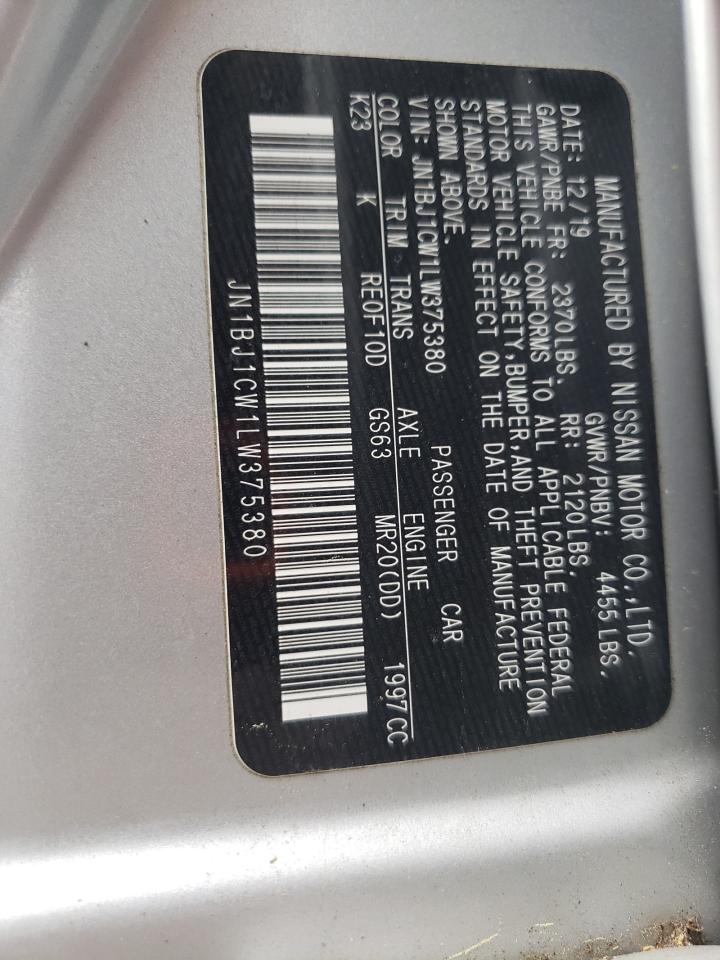 MANUFACTURED BY NISSAN MOTOR CO.,LTD.
DATE: 12/19 GVWR/PNBV: 4455 LBS.
GAWR/PNBE FR: 2370LBS. RR: 2120LBS.
THIS VEHICLE CONFORMS TO ALL APPLICABLE FEDERAL
MOTOR VEHICLE SAFETY,BUMPER,AND THEFT PREVENTION
STANDARDS IN EFFECT ON THE DATE OF MANUFACTURE
SHOWN ABOVE.
VIN: JN1BJ1CW1LW375380 PASSENGER CAR
COLOR TRIM TRANS AXLE ENGINE
K23 K RE0F10D GS63 MR20(DD) 1997CC
JN1BJ1CW1LW375380